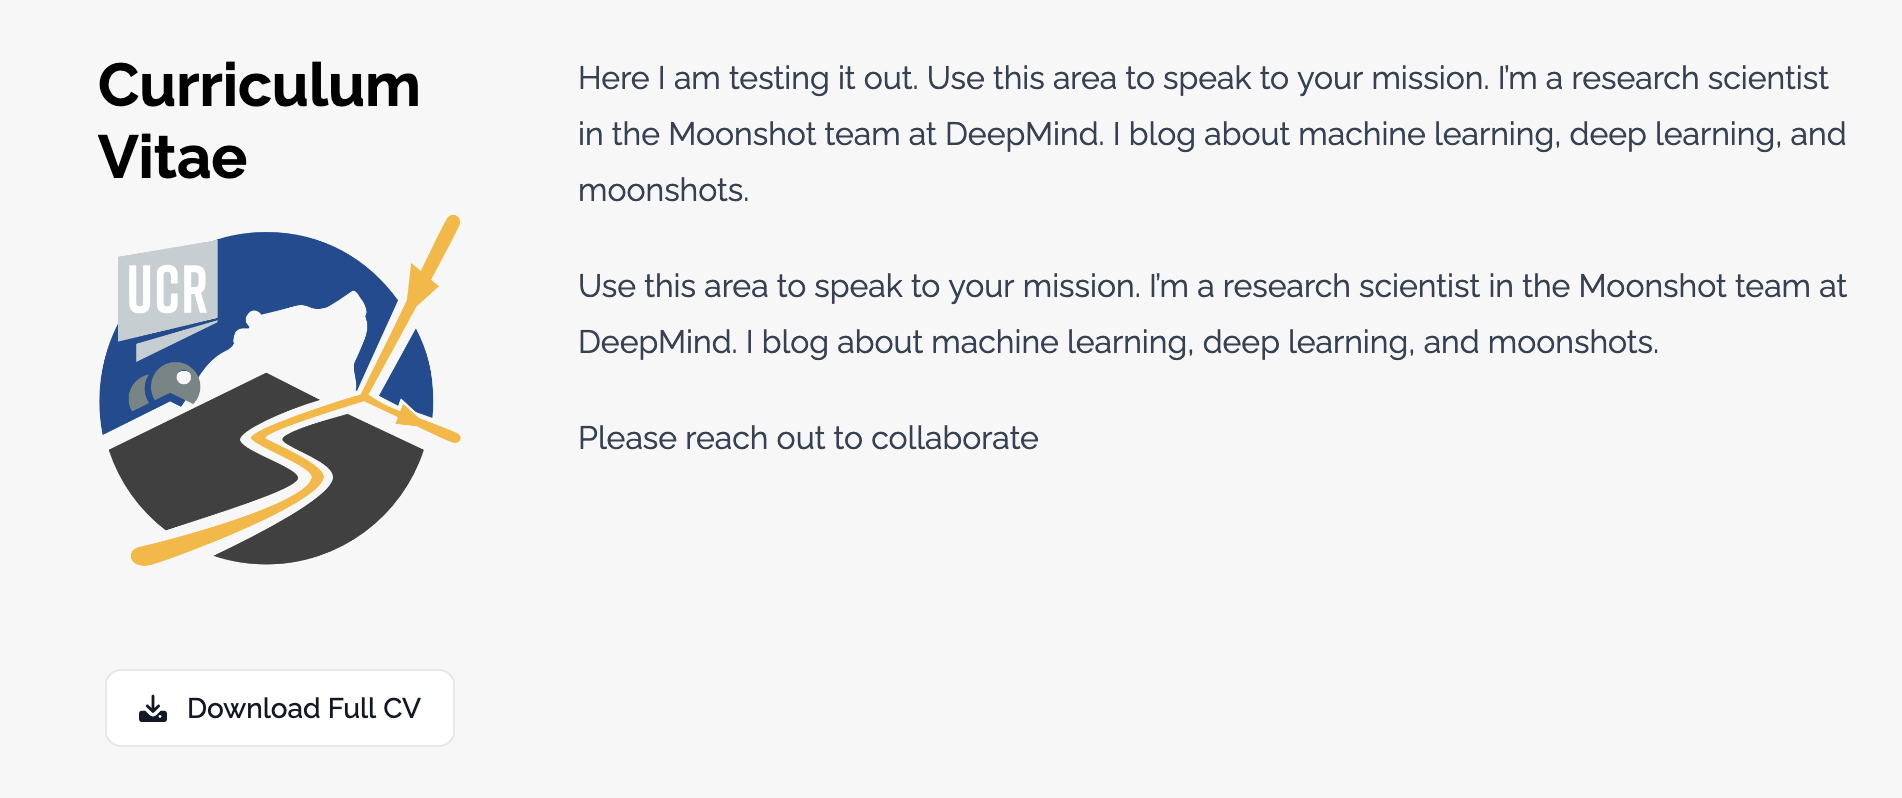 Curriculum
Vitae
UCR
Download Full CV
Here I am testing it out. Use this area to speak to your mission. I’m a research scientist
in the Moonshot team at DeepMind. I blog about machine learning, deep learning, and
moonshots.
Use this area to speak to your mission. I’m a research scientist in the Moonshot team at
DeepMind. I blog about machine learning, deep learning, and moonshots.
Please reach out to collaborate